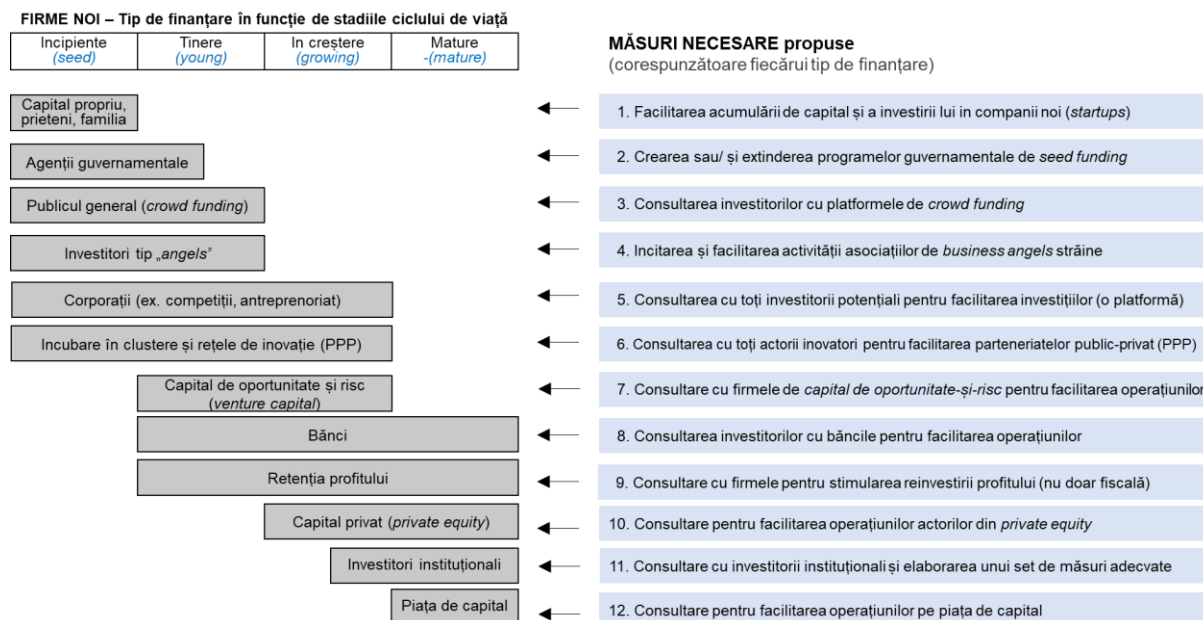 FIRME NOI – Tip de finanțare în funcție de stadiile ciclului de viață
Incipiente
(seed)
Tinere
(young)
In creștere
(growing)
Mature
-(mature)
MĂSURI NECESARE propuse
(corespunzătoare fiecărui tip de finanțare)
Capital propriu,
prieteni, familia
1. Facilitarea acumulării de capital și a investirii lui in companii noi (startups)
Agenții guvernamentale
2. Crearea sau/ și extinderea programelor guvernamentale de seed funding
Publicul general (crowd funding)
3. Consultarea investitorilor cu platformele de crowd funding
Investitori tip „angels”
4. Incitarea și facilitarea activității asociațiilor de business angels străine
Corporații (ex. competiții, antreprenoriat)
5. Consultarea cu toți investitorii potențiali pentru facilitarea investițiilor (o platformă)
Incubare în clustere și rețele de inovație (PPP)
6. Consultarea cu toți actorii inovatori pentru facilitarea parteneriatelor public-privat (PPP)
Capital de oportunitate și risc
(venture capital)
7. Consultare cu firmele de capital de oportunitate-și-risc pentru facilitarea operațiunilor
Bănci
8. Consultarea investitorilor cu băncile pentru facilitarea operațiunilor
Retenția profitului
9. Consultare cu firmele pentru stimularea reinvestirii profitului (nu doar fiscală)
Capital privat (private equity)
10. Consultare pentru facilitarea operațiunilor actorilor din private equity
Investitori instituționali
11. Consultare cu investitorii instituționali și elaborarea unui set de măsuri adecvate
Piața de capital
12. Consultare pentru facilitarea operațiunilor pe piața de capital